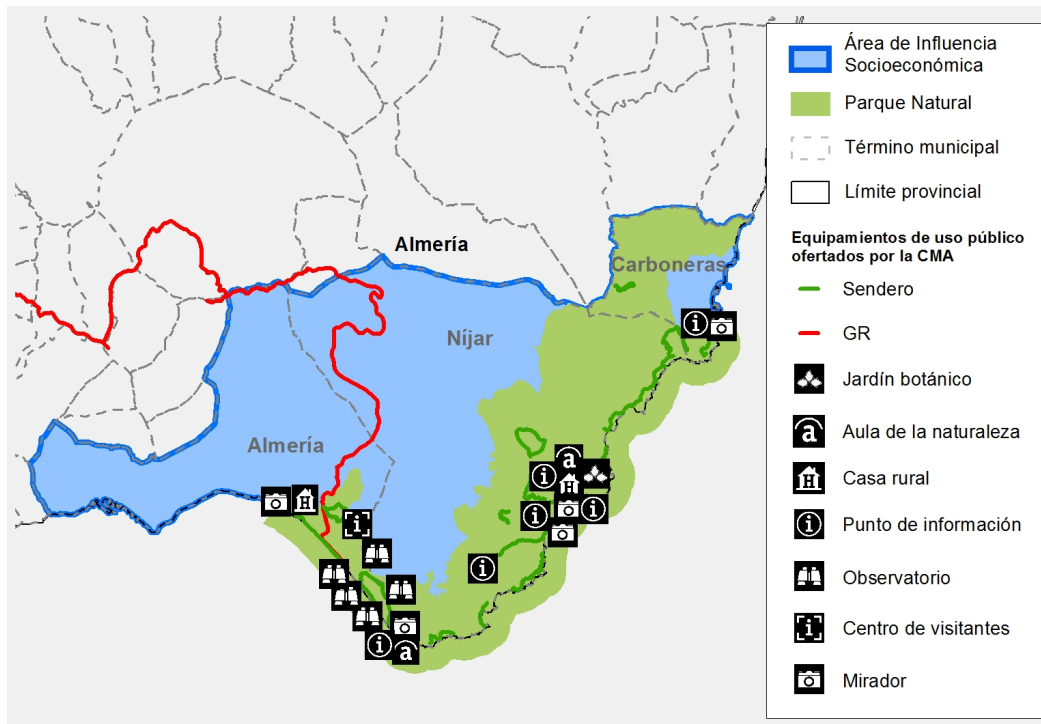 Almería
Carboneras
Níjar
Almería
Área de Influencia
Socioeconómica
Parque Natural
Término municipal
Límite provincial
Equipamientos de uso público
ofertados por la CMA
Sendero
GR
Jardín botánico
Aula de la naturaleza
Casa rural
Punto de información
Observatorio
Centro de visitantes
Mirador